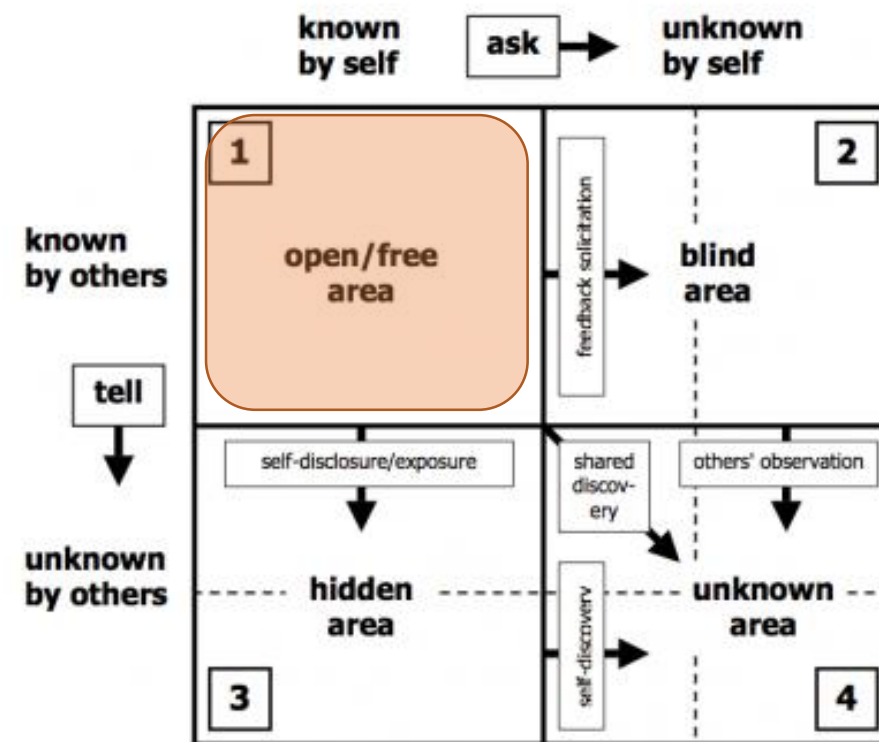 known
by self
ask
unknown
by self
1
2
known
by others
open/free
area
feedback solicitation
blind
area
tell
self-disclosure/exposure
shared
discov-
ery
others' observation
unknown
by others
hidden
area
self-discovery
unknown
area
3
4